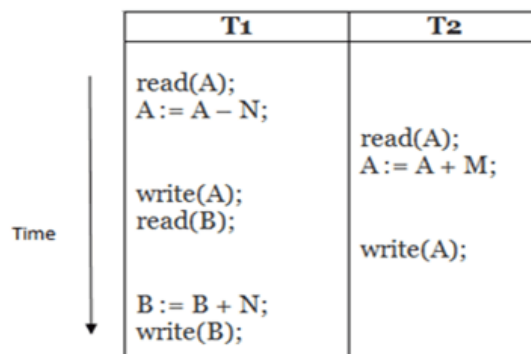 T1 T2
read(A);
A := A – N;
read(A);
A := A + M;
write(A);
read(B);
Time
write(A);
B := B + N;
write(B);